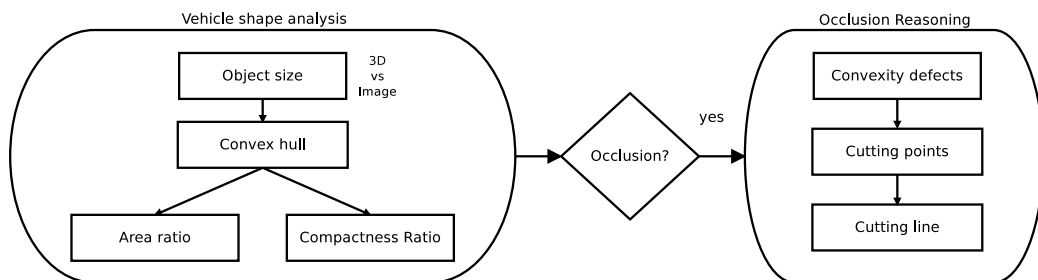 Vehicle shape analysis
Object size
3D
vs
Image
Convex hull
Area ratio
Compactness Ratio
Occlusion?
yes
Occlusion Reasoning
Convexity defects
Cutting points
Cutting line